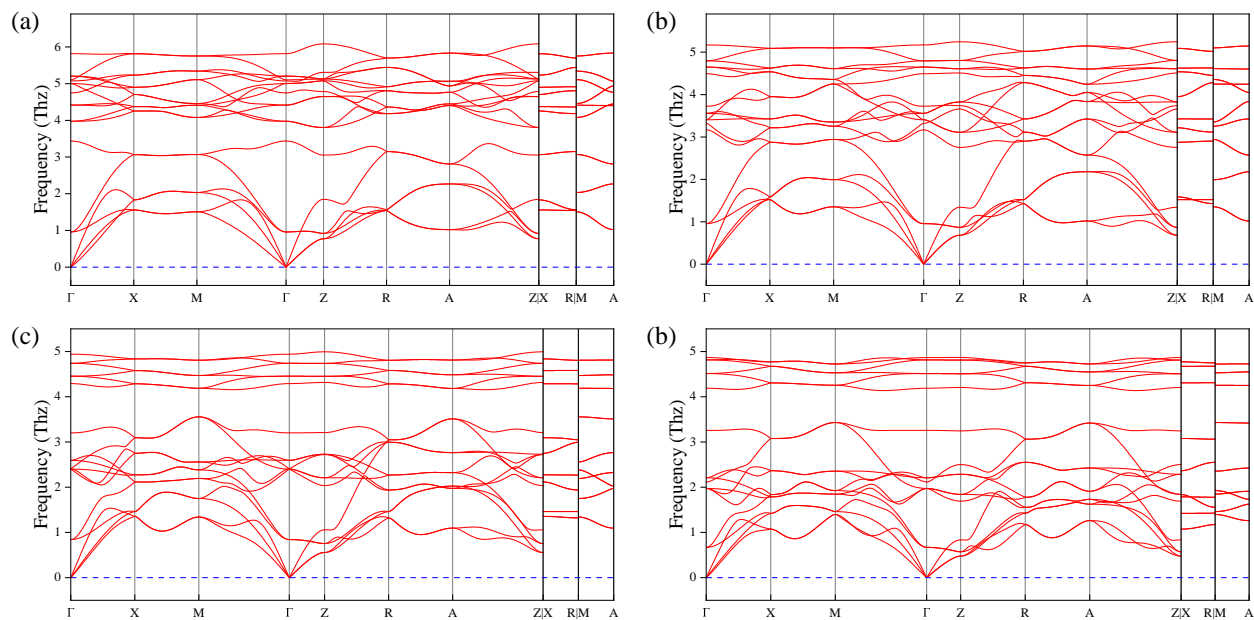 (a)
Frequency (Thz)
6
5
4
3
2
1
0
Γ X M Γ Z R A Z|X R|M A
(b)
Frequency (Thz)
5
4
3
2
1
0
Γ X M Γ Z R A Z|X R|M A
(c)
Frequency (Thz)
5
4
3
2
1
0
Γ X M Γ Z R A Z|X R|M A
(b)
Frequency (Thz)
5
4
3
2
1
0
Γ X M Γ Z R A Z|X R|M A